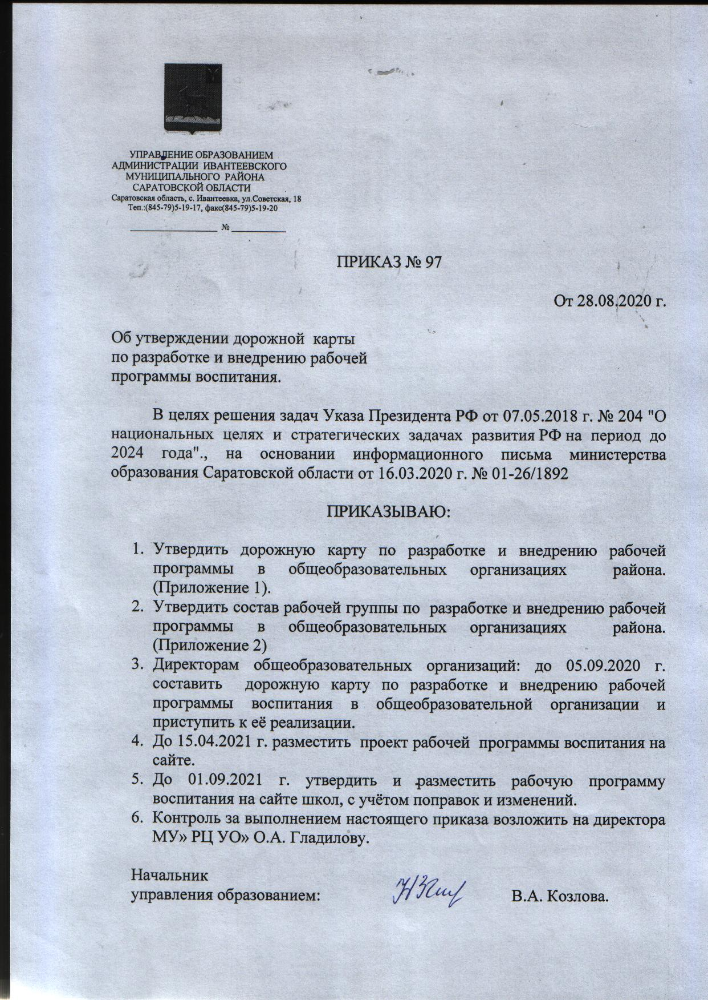 УПРАВЛЕНИЕ ОБРАЗОВАНИЕМ
АДМИНИСТРАЦИИ ИВАНТЕЕВСКОГО
МУНИЦИПАЛЬНОГО РАЙОНА
САРАТОВСКОЙ ОБЛАСТИ
Саратовская область, с. Ивантеевка, ул.Советская, 18
Теп.:(845-79)5-19-17, факс(845-79)5-19-20
___________________ № ____________
ПРИКАЗ № 97
От 28.08.2020 г.
Об утверждении дорожной карты
по разработке и внедрению рабочей
программы воспитания.
В целях решения задач Указа Президента РФ от 07.05.2018 г. № 204 "О
национальных целях и стратегических задачах развития РФ на период до
2024 года"., на основании информационного письма министерства
образования Саратовской области от 16.03.2020 г. № 01-26/1892
ПРИКАЗЫВАЮ:
1. Утвердить дорожную карту по разработке и внедрению рабочей
программы в общеобразовательных организациях района.
(Приложение 1).
2. Утвердить состав рабочей группы по разработке и внедрению рабочей
программы в общеобразовательных организациях района.
(Приложение 2)
3. Директорам общеобразовательных организаций: до 05.09.2020 г.
составить дорожную карту по разработке и внедрению рабочей
программы воспитания в общеобразовательной организации и
приступить к её реализации.
4. До 15.04.2021 г. разместить проект рабочей программы воспитания на
сайте.
5. До 01.09.2021 г. утвердить и разместить рабочую программу
воспитания на сайте школ, с учётом поправок и изменений.
6. Контроль за выполнением настоящего приказа возложить на директора
МУ» РЦ УО» О.А. Гладилову.
Начальник
управления образованием: В.А. Козлова.